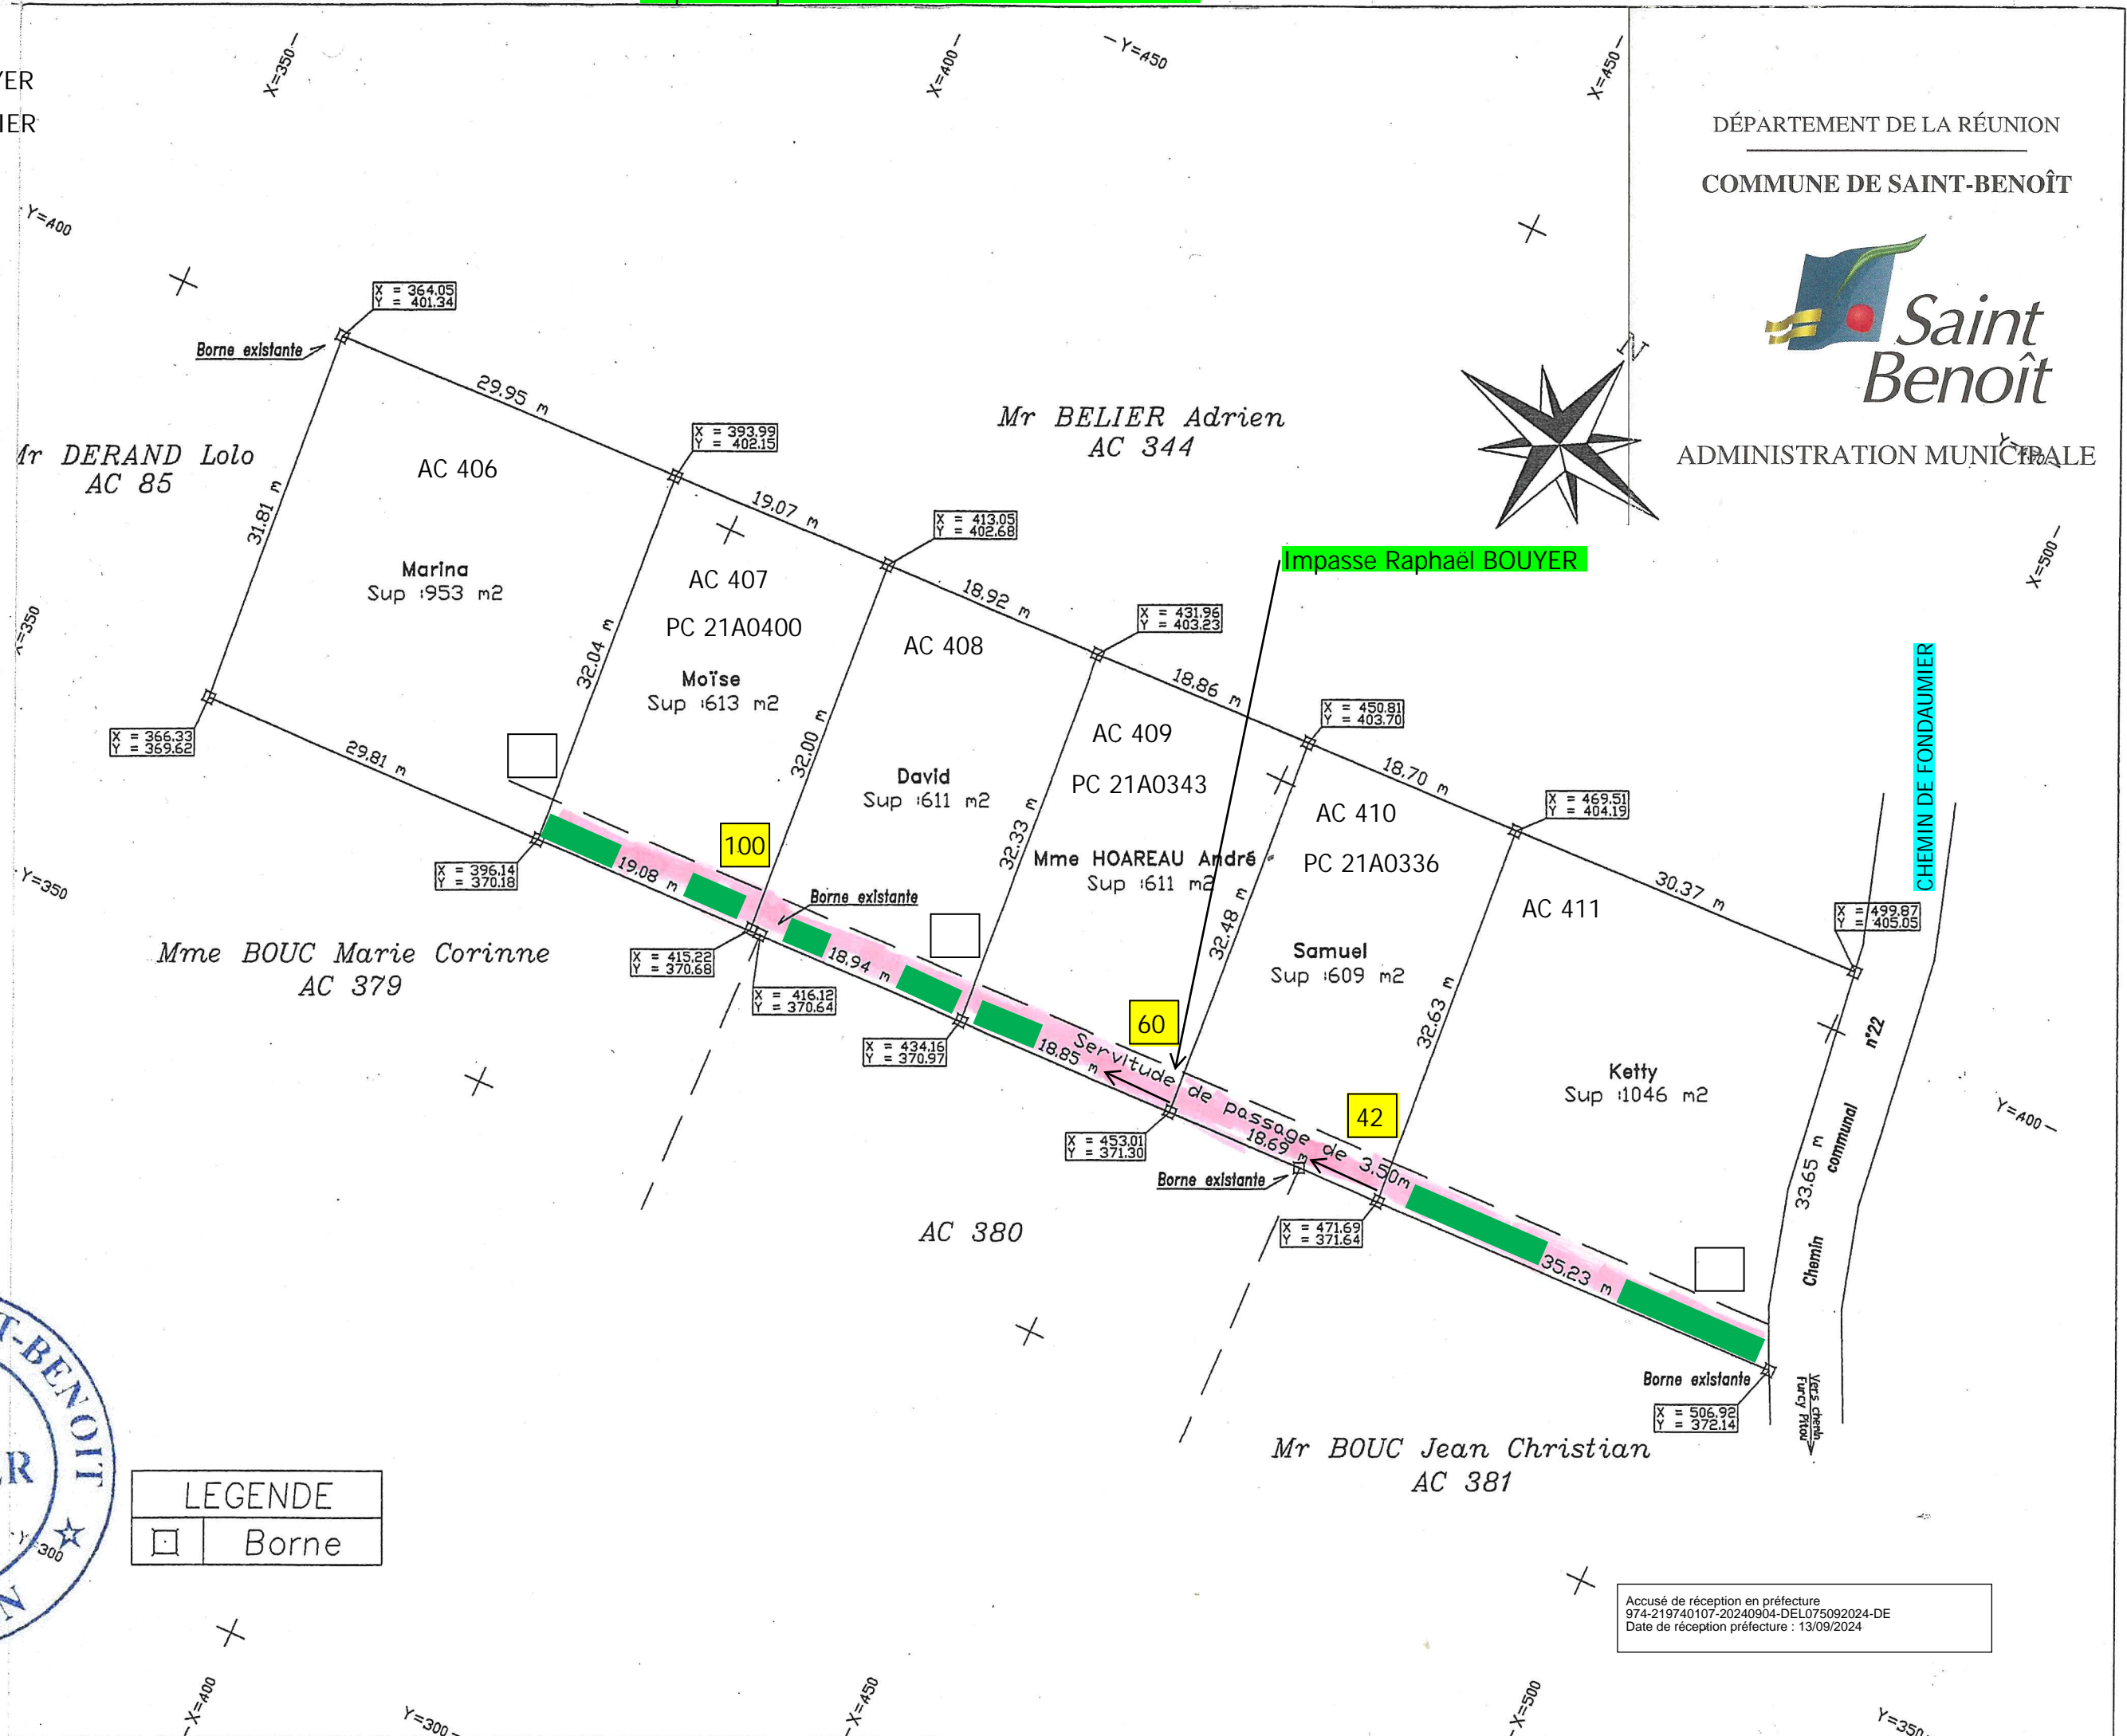 X=350
X=400
Y=450
X=450
YER
IER
DÉPARTEMENT DE LA RÉUNION
COMMUNE DE SAINT-BENOÎT
Saint
Benoît
ADMINISTRATION MUNICIPALE
Y=400
X = 364.05
Y = 401.34
Borne existante
29.95 m
Mr BELIER Adrien
AC 344
N
X = 393.99
Y = 402.15
Mr DERAND Lolo
AC 85
AC 406
31.81 m
19.07 m
X = 413.05
Y = 402.68
Impasse Raphaël BOUYER
X=500
Marina
Sup :953 m2
AC 407
PC 21A0400
Moïse
Sup :613 m2
32.04 m
18.92 m
X = 431.96
Y = 403.23
X=350
AC 408
32.00 m
David
Sup :611 m2
18.86 m
X = 450.81
Y = 403.70
CHEMIN DE FONDAUMIER
X = 366.33
Y = 369.62
29.81 m
AC 409
PC 21A0343
Mme HOAREAU André
Sup :611 m2
32.33 m
18.70 m
X = 469.51
Y = 404.19
AC 410
PC 21A0336
Samuel
Sup :609 m2
32.48 m
100
Y=350
X = 396.14
Y = 370.18
19.08 m
Borne existante
30.37 m
AC 411
X = 499.87
Y = 405.05
Mme BOUC Marie Corinne
AC 379
X = 415.22
Y = 370.68
18.94 m
X = 416.12
Y = 370.64
32.63 m
60
n°22
X = 434.16
Y = 370.97
18.85 m
Servitude de passage de 3.50m
Ketty
Sup :1046 m2
42
Y=400
X = 453.01
Y = 371.30
18.69 m
Borne existante
33.65 m
Chemin communal
AC 380
X = 471.69
Y = 371.64
35.23 m
Borne existante
X = 506.92
Y = 372.14
Vers chemin
Furcy Pitou
Mr BOUC Jean Christian
AC 381
T-BENOIT
R
N
LEGENDE
Borne
Y=300
Accusé de réception en préfecture
974-219740107-20240904-DEL075092024-DE
Date de réception préfecture : 13/09/2024
X=400
Y=300
X=450
X=500
Y=350